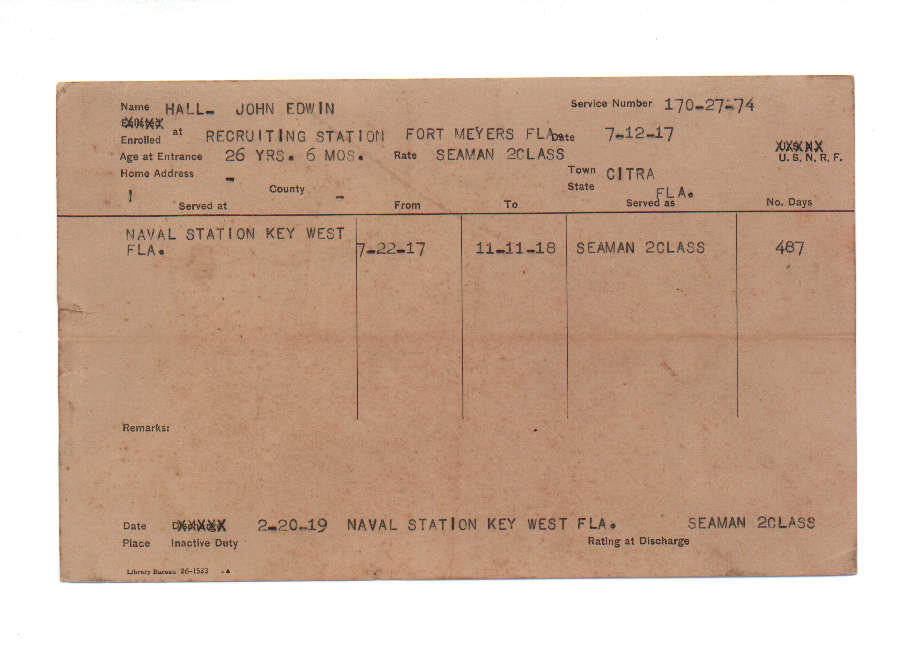 Name HALL- JOHN EDWIN Service Number 170-27-74
Enrolled at RECRUITING STATION FORT MEYERS FLA. Date 7-12-17
Age at Entrance 26 YRS. 6 MOS. Rate SEAMAN 2CLASS U. S. N. R. F.
Home Address - Town CITRA
County - State FLA.
Served at From To Served as No. Days
NAVAL STATION KEY WEST
FLA. 7-22-17 11-11-18 SEAMAN 2CLASS 487
Remarks:
Date 2-20-19 NAVAL STATION KEY WEST FLA. SEAMAN 2CLASS
Place Inactive Duty Rating at Discharge
Library Bureau 26-1523